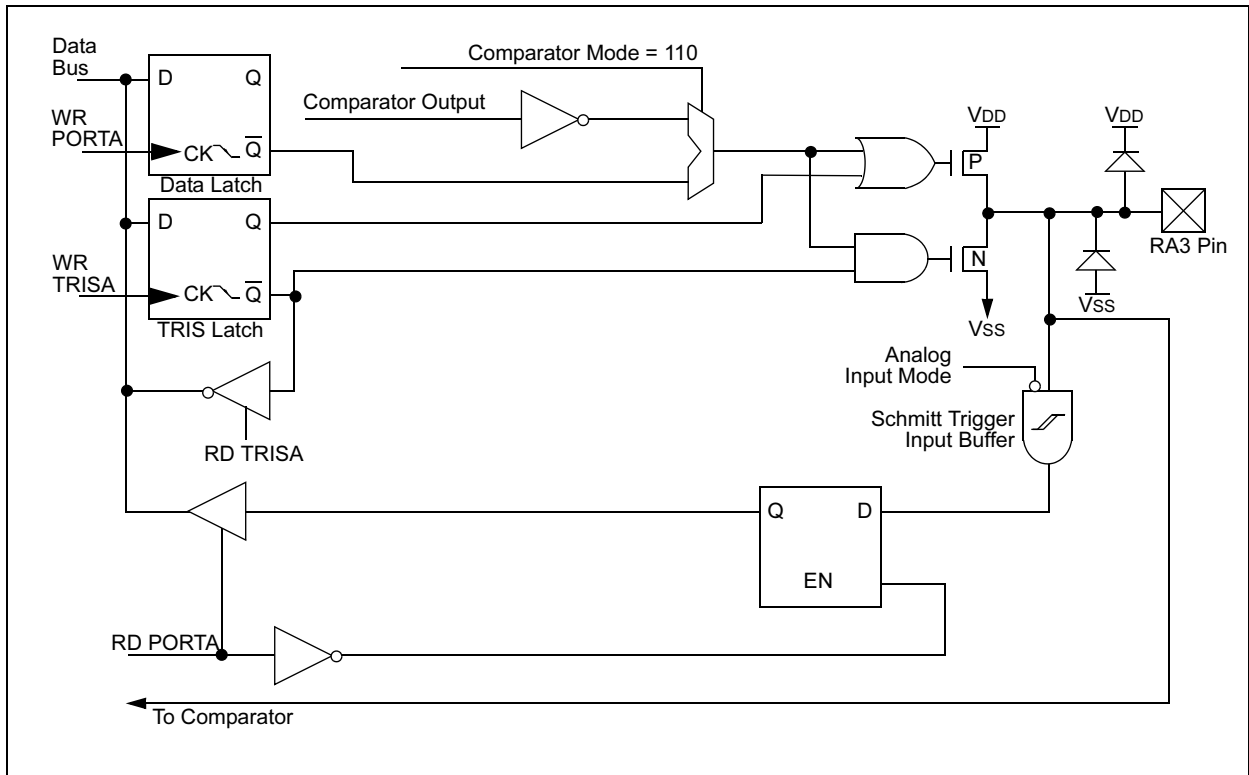 Data
Bus
D
Q
WR
PORTA
CK
Q
Data Latch
D
Q
WR
TRISA
CK
Q
TRIS Latch
RD TRISA
Comparator Mode = 110
Comparator Output
VDD
P
N
VSS
VDD
RA3 Pin
VSS
Analog
Input Mode
Schmitt Trigger
Input Buffer
Q
D
EN
RD PORTA
To Comparator